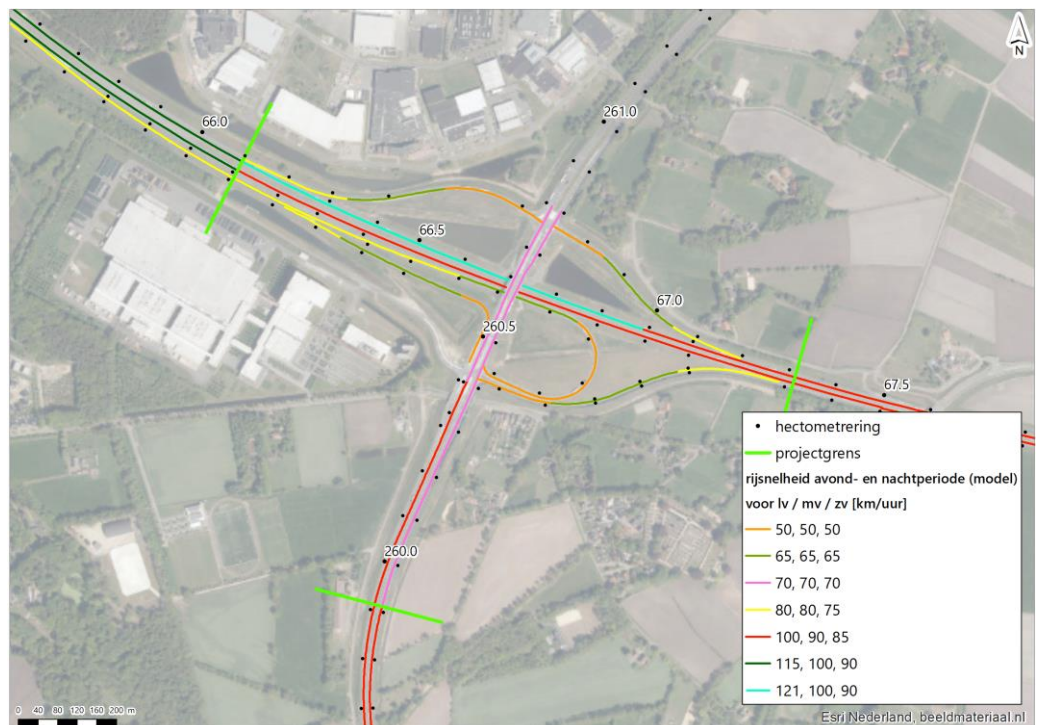 N
66.0
261.0
66.5
67.0
260.5
67.5
260.0
hectometrering
projectgrens
rijsnelheid avond- en nachtperiode (model)
voor lv / mv / zv [km/uur]
50, 50, 50
65, 65, 65
70, 70, 70
80, 80, 75
100, 90, 85
115, 100, 90
121, 100, 90
0 40 80 120 160 200 m
Esri Nederland, beeldmateriaal.nl